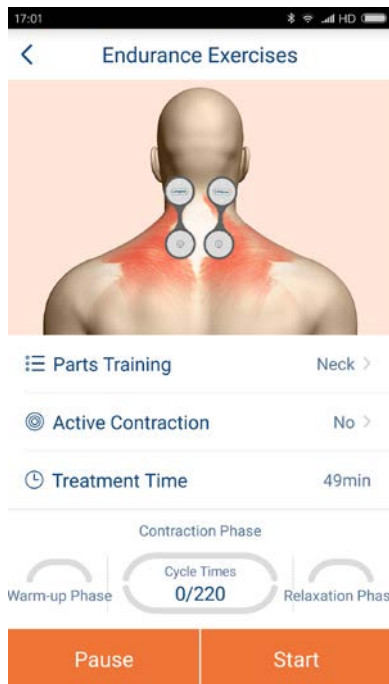 17:01 HD
Endurance Exercises
Parts Training Neck
Active Contraction No
Treatment Time 49min
Contraction Phase
Cycle Times
0/220
Warm-up Phase Relaxation Phas
Pause Start